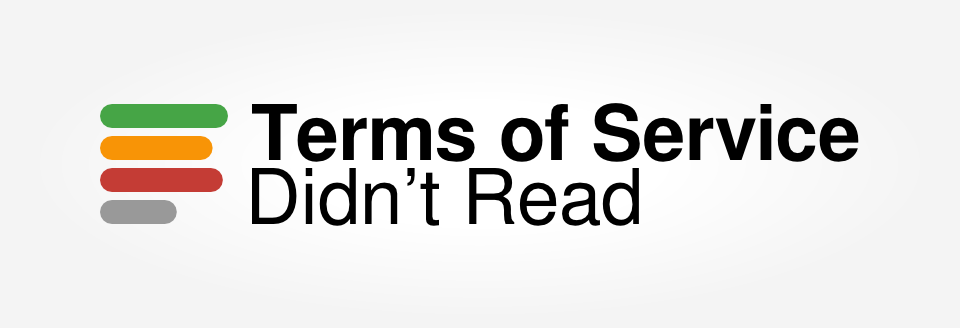 Terms of Service
Didn’t Read